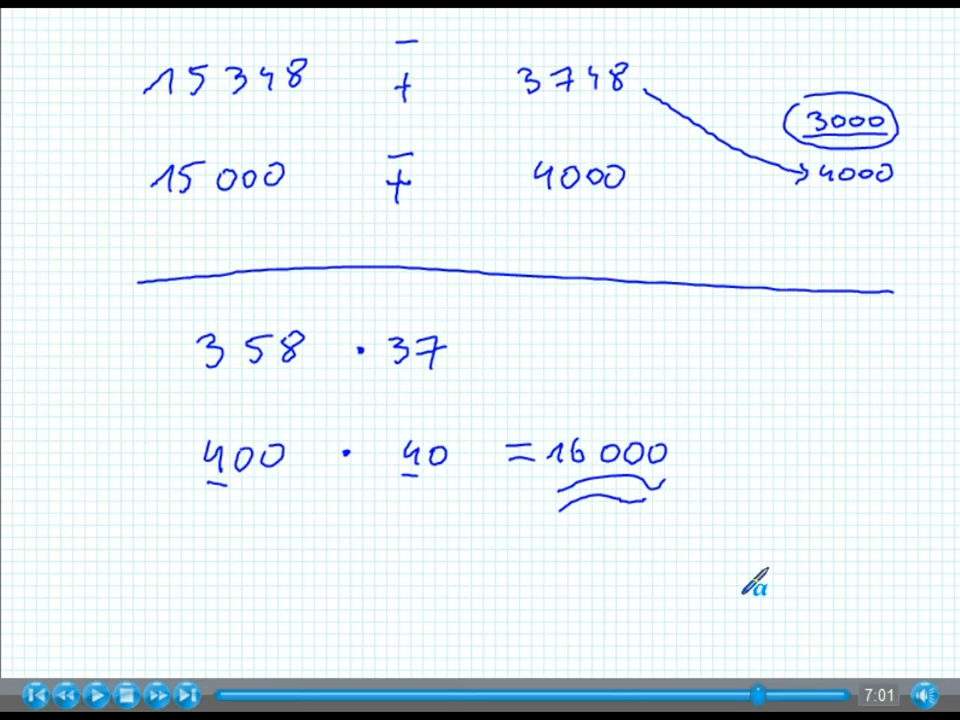 15348 ∓ 3748
3000
15000 ∓ 4000
4000
358 · 37
400 · 40 = 16000
a
7:01